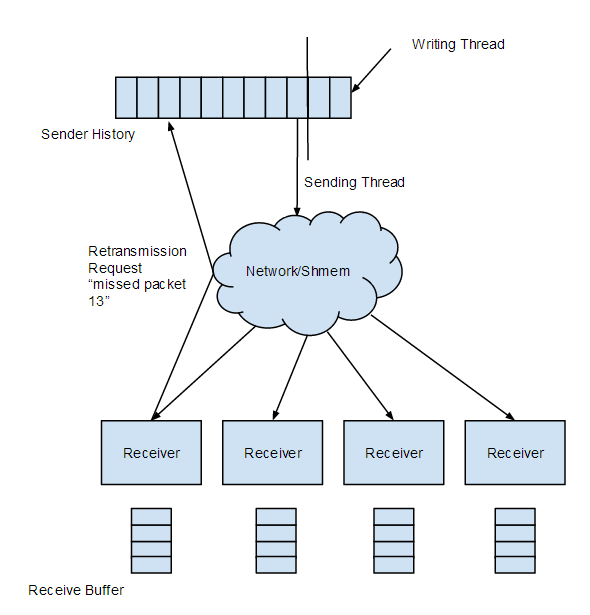 Writing Thread
Sender History
Sending Thread
Retransmission
Request
“missed packet
13”
Network/Shmem
Receiver
Receiver
Receiver
Receiver
Receive Buffer